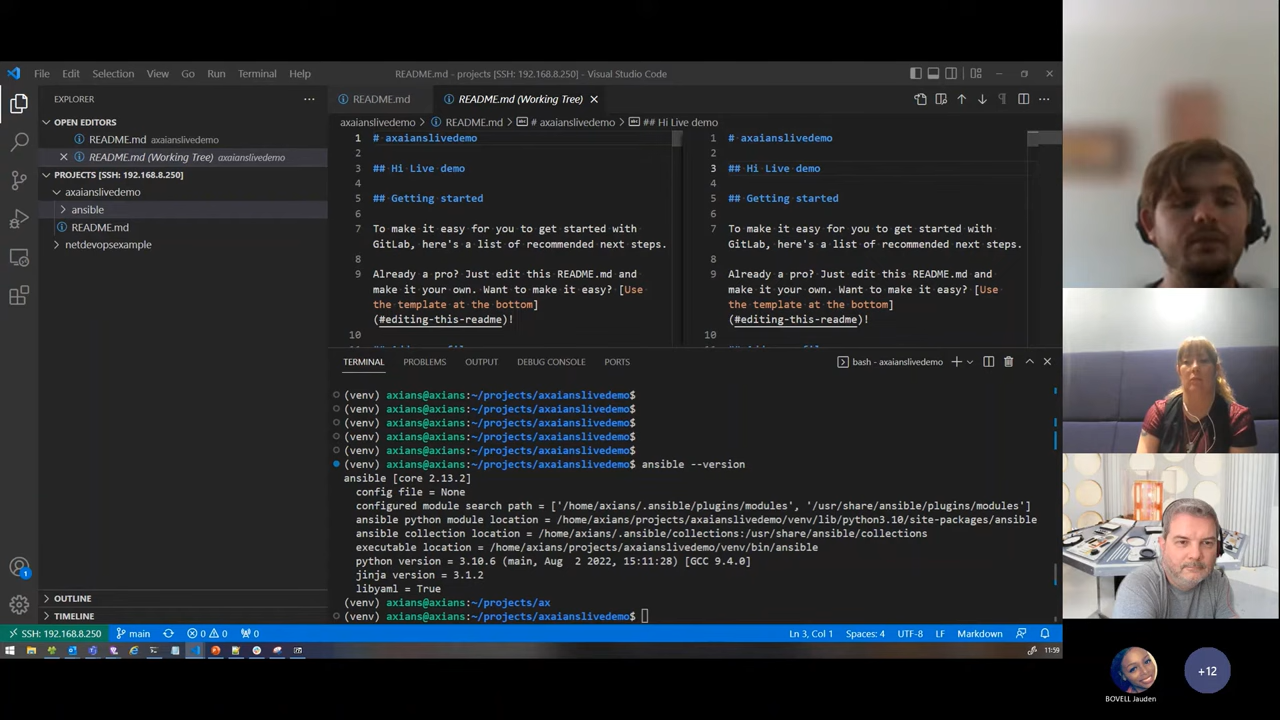 File Edit Selection View Go Run Terminal Help
README.md - projects [SSH: 192.168.8.250] - Visual Studio Code
EXPLORER
OPEN EDITORS
README.md axaianslivedemo
README.md (Working Tree) axaianslivedemo
PROJECTS [SSH: 192.168.8.250]
axaianslivedemo
ansible
README.md
netdevopsexample
OUTLINE
TIMELINE
README.md
README.md (Working Tree)
axaianslivedemo > README.md > # axaianslivedemo > ## Hi Live demo
1 # axaianslivedemo
2
3 ## Hi Live demo
4
5 ## Getting started
6
7 To make it easy for you to get started with
GitLab, here's a list of recommended next steps.
8
9 Already a pro? Just edit this README.md and
make it your own. Want to make it easy? [Use
the template at the bottom]
(#editing-this-readme)!
10
1 # axaianslivedemo
2
3 ## Hi Live demo
4
5 ## Getting started
6
7 To make it easy for you to get started with
GitLab, here's a list of recommended next steps.
8
9 Already a pro? Just edit this README.md and
make it your own. Want to make it easy? [Use
the template at the bottom]
(#editing-this-readme)!
10
TERMINAL PROBLEMS OUTPUT DEBUG CONSOLE PORTS
bash - axaianslivedemo
(venv) axians@axians:~/projects/axaianslivedemo$
(venv) axians@axians:~/projects/axaianslivedemo$
(venv) axians@axians:~/projects/axaianslivedemo$
(venv) axians@axians:~/projects/axaianslivedemo$
(venv) axians@axians:~/projects/axaianslivedemo$
(venv) axians@axians:~/projects/axaianslivedemo$ ansible --version
ansible [core 2.13.2]
config file = None
configured module search path = ['/home/axians/.ansible/plugins/modules', '/usr/share/ansible/plugins/modules']
ansible python module location = /home/axians/projects/axaianslivedemo/venv/lib/python3.10/site-packages/ansible
ansible collection location = /home/axians/.ansible/collections:/usr/share/ansible/collections
executable location = /home/axians/projects/axaianslivedemo/venv/bin/ansible
python version = 3.10.6 (main, Aug 2 2022, 15:11:28) [GCC 9.4.0]
jinja version = 3.1.2
libyaml = True
(venv) axians@axians:~/projects/ax
(venv) axians@axians:~/projects/axaianslivedemo$
1
SSH: 192.168.8.250 main 0 0 0
Ln 3, Col 1 Spaces: 4 UTF-8 LF Markdown
11:59
+12
BOVELL Jauden